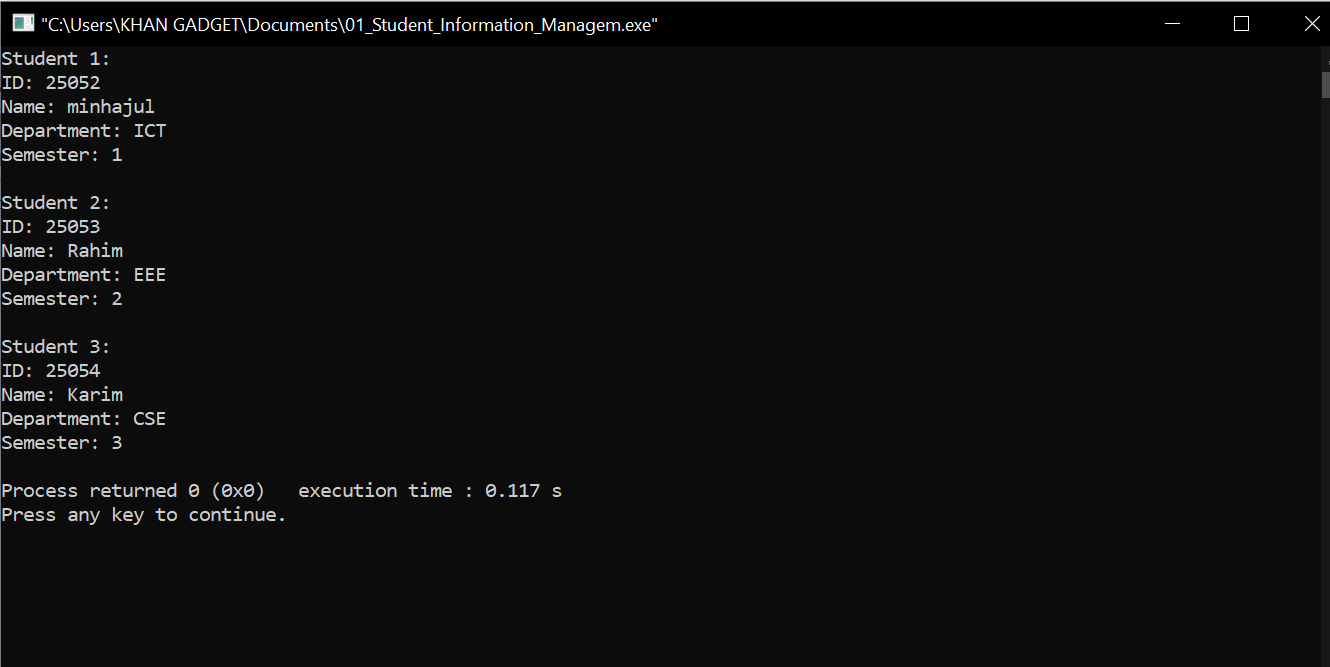 "C:\Users\KHAN GADGET\Documents\01_Student_Information_Managem.exe"
Student 1:
ID: 25052
Name: minhajul
Department: ICT
Semester: 1
Student 2:
ID: 25053
Name: Rahim
Department: EEE
Semester: 2
Student 3:
ID: 25054
Name: Karim
Department: CSE
Semester: 3
Process returned 0 (0x0)   execution time : 0.117 s
Press any key to continue.